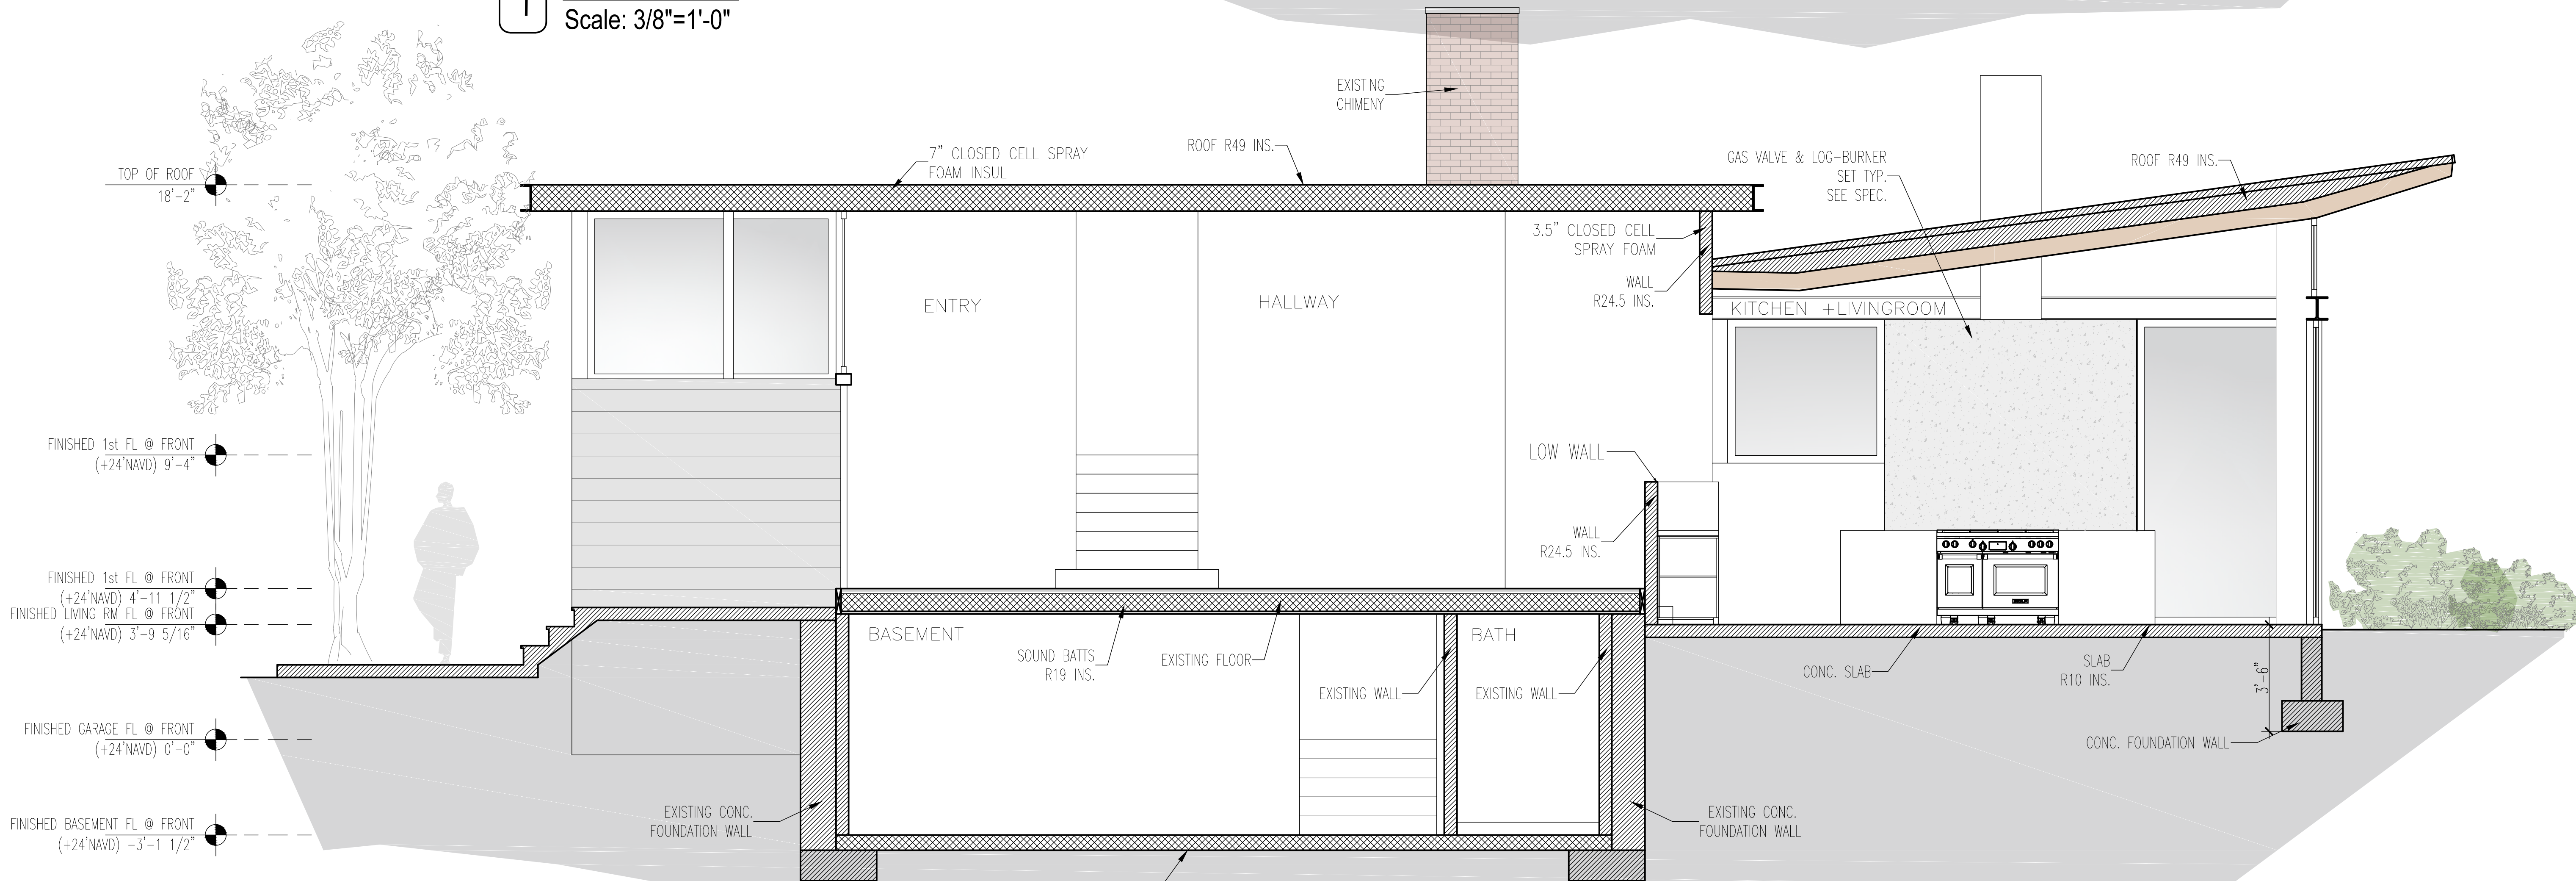 1
Scale: 3/8"=1'-0"
EXISTING
CHIMENY
7" CLOSED CELL SPRAY
FOAM INSUL
ROOF R49 INS.
GAS VALVE & LOG-BURNER
SET TYP.
SEE SPEC.
ROOF R49 INS.
TOP OF ROOF
18'-2"
3.5" CLOSED CELL
SPRAY FOAM
WALL
R24.5 INS.
ENTRY
HALLWAY
KITCHEN +LIVINGROOM
FINISHED 1st FL @ FRONT
(+24'NAVD) 9'-4"
LOW WALL
WALL
R24.5 INS.
FINISHED 1st FL @ FRONT
(+24'NAVD) 4'-11 1/2"
FINISHED LIVING RM FL @ FRONT
(+24'NAVD) 3'-9 5/16"
WOLF
BASEMENT
BATH
SOUND BATTS
R19 INS.
EXISTING FLOOR
EXISTING WALL
EXISTING WALL
CONC. SLAB
SLAB
R10 INS.
3'-6"
FINISHED GARAGE FL @ FRONT
(+24'NAVD) 0'-0"
CONC. FOUNDATION WALL
EXISTING CONC.
FOUNDATION WALL
EXISTING CONC.
FOUNDATION WALL
FINISHED BASEMENT FL @ FRONT
(+24'NAVD) -3'-1 1/2"